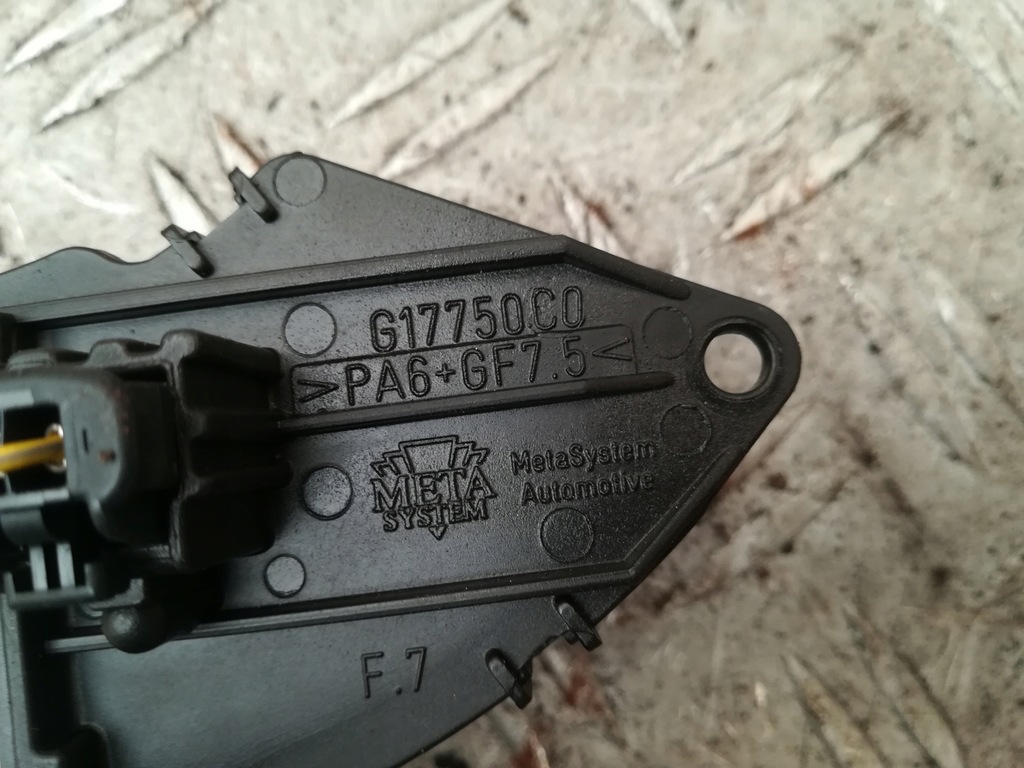 G17750.C0
>PA6+GF7.5<
META
SYSTEM
MetaSystem
Automotive
F.7